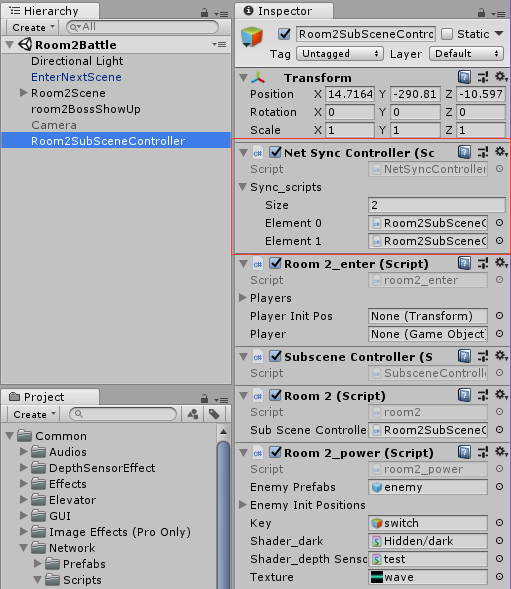 Hierarchy
Create
All
Room2Battle
Directional Light
EnterNextScene
Room2Scene
room2BossShowUp
Camera
Room2SubSceneController
Project
Create
Common
Audios
DepthSensorEffect
Effects
Elevator
GUI
Image Effects (Pro Only)
Network
Prefabs
Scripts
Inspector
Room2SubSceneContro
Static
Tag Untagged Layer Default
Transform
Position X 14.7164 Y -290.81 Z -10.597
Rotation X 0 Y 0 Z 0
Scale X 1 Y 1 Z 1
Net Sync Controller (Sc
Script NetSyncController
Sync_scripts
Size 2
Element 0 Room2SubSceneC
Element 1 Room2SubSceneC
Room 2_enter (Script)
Script room2_enter
Players
Player Init Pos None (Transform)
Player None (Game Object)
Subscene Controller (S
Script SubsceneController
Room 2 (Script)
Script room2
Sub Scene Controlle Room2SubSceneC
Room 2_power (Script)
Script room2_power
Enemy Prefabs enemy
Enemy Init Positions
Key switch
Shader_dark Hidden/dark
Shader_depth Senso test
Texture wave